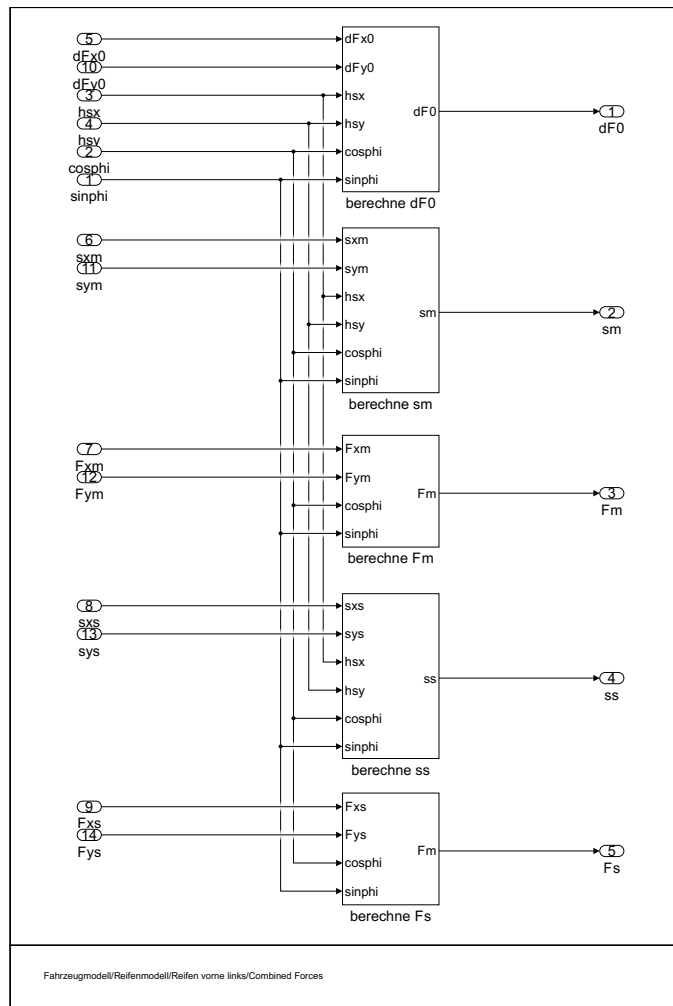 5
dFx0
10
dFy0
3
hsx
4
hsy
2
cosphi
1
sinphi
dFx0
dFy0
hsx
hsy
cosphi
sinphi
dF0
berechne dF0
1
dF0
6
sxm
11
sym
sxm
sym
hsx
hsy
cosphi
sinphi
sm
berechne sm
2
sm
7
Fxm
12
Fym
Fxm
Fym
cosphi
sinphi
Fm
berechne Fm
3
Fm
8
sxs
13
sys
sxs
sys
hsx
hsy
cosphi
sinphi
ss
berechne ss
4
ss
9
Fxs
14
Fys
Fxs
Fys
cosphi
sinphi
Fm
berechne Fs
5
Fs
Fahrzeugmodell/Reifenmodell/Reifen vorne links/Combined Forces